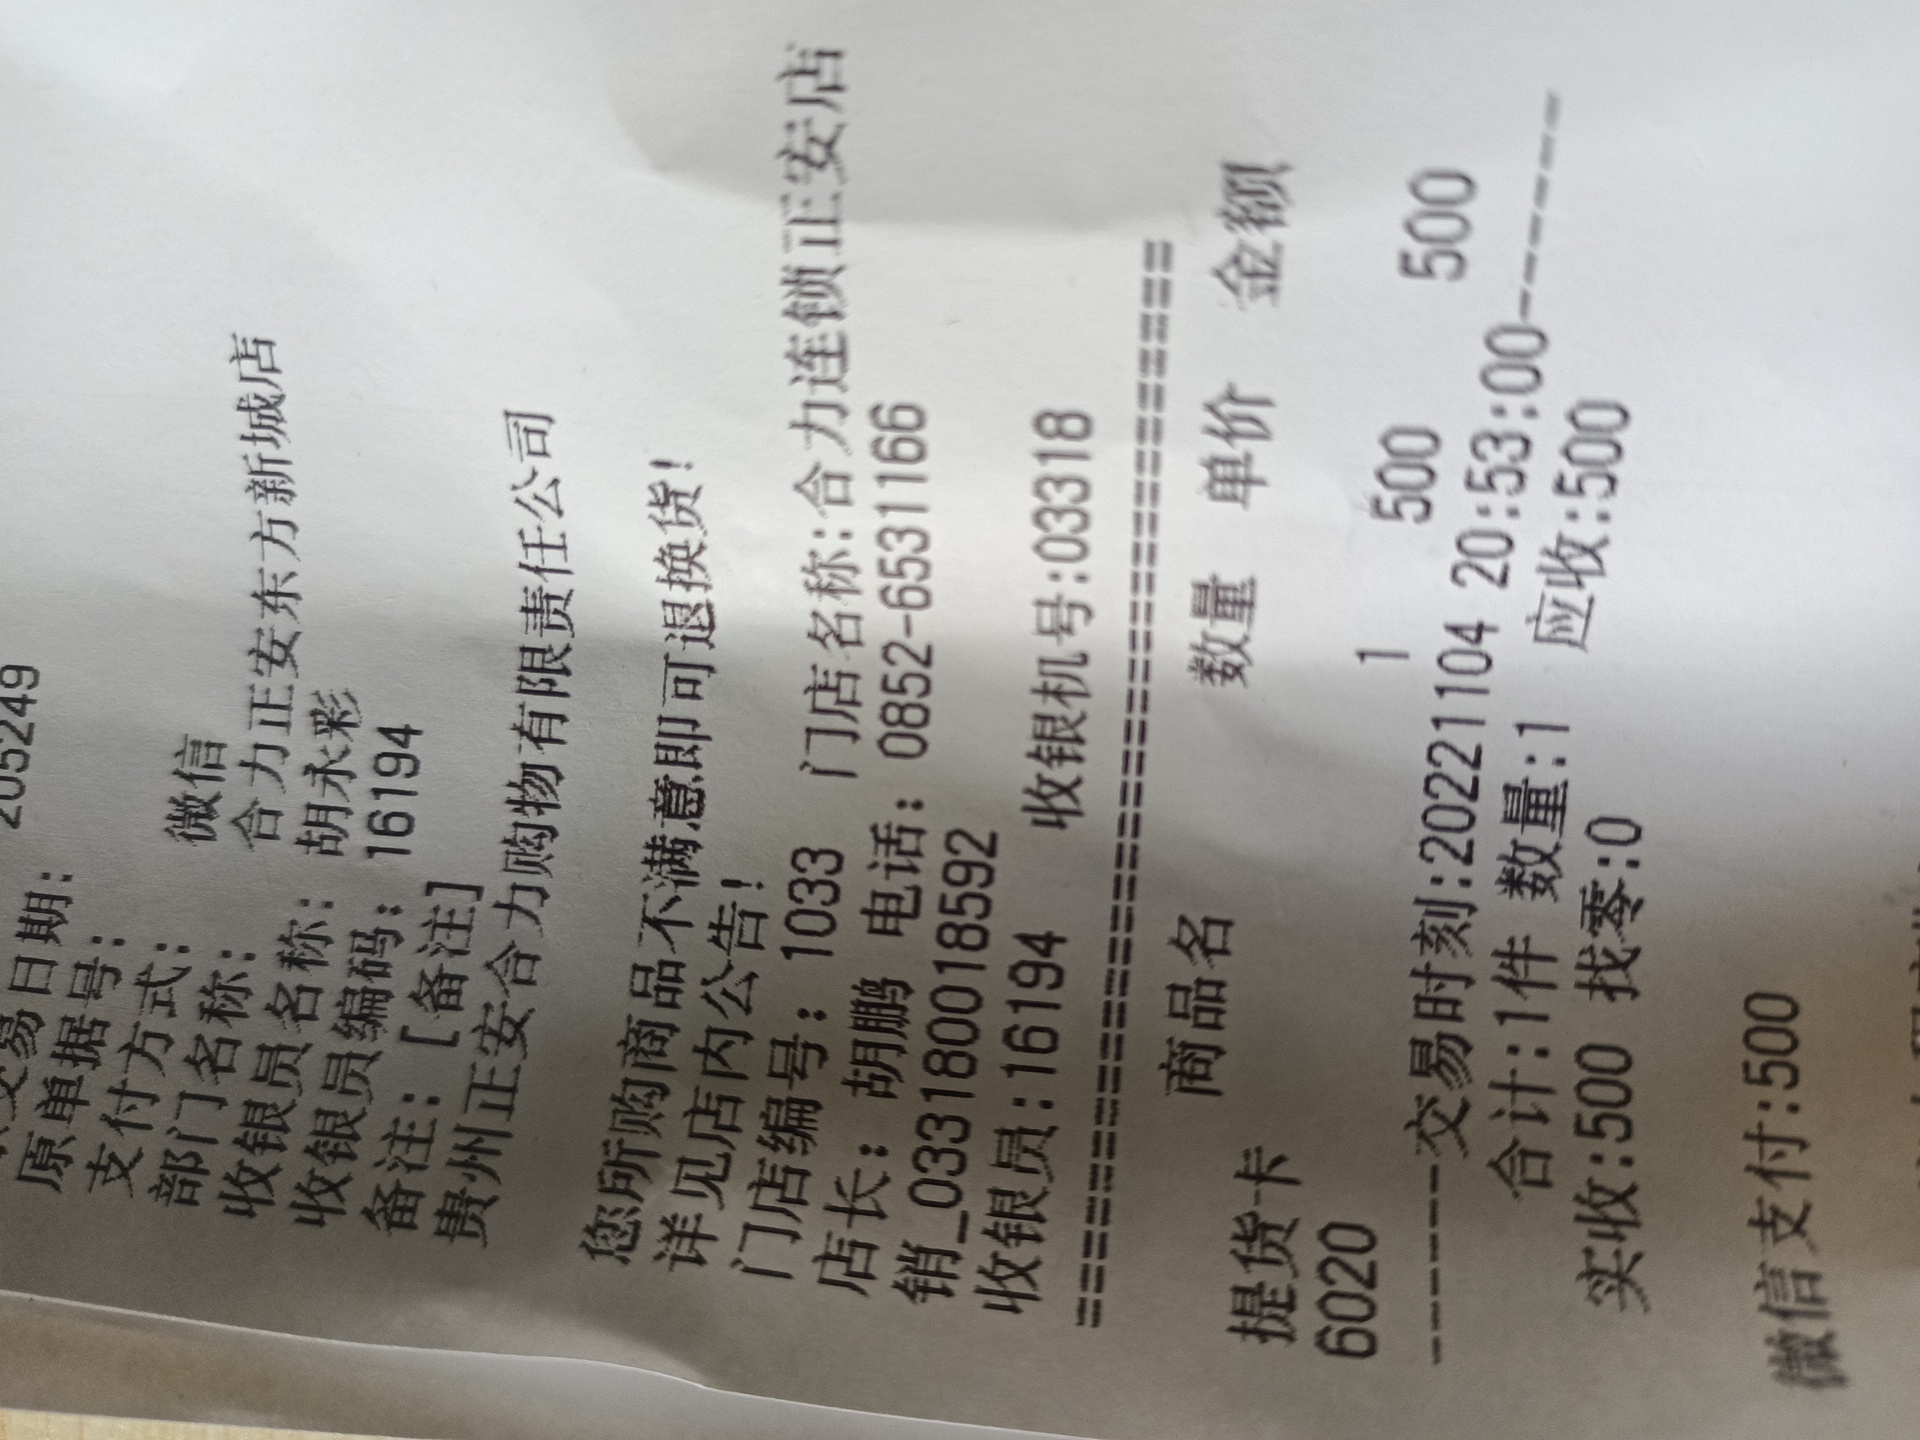 205249
交易日期:
原单据号:
支付方式: 微信
部门名称: 合力正安东方新城店
收银员名称: 胡永彩
收银员编码: 16194
备注: [备注]
贵州正安合力购物有限责任公司
您所购商品不满意即可退换货!
详见店内公告!
门店编号: 1033 门店名称:合力连锁正安店
店长: 胡鹏 电话: 0852-6531166
销_0331800018592
收银员:16194 收银机号:03318
商品名 数量 单价 金额
提货卡
6020 1 500 500
------交易时刻:20221104 20:53:00------
合计:1件 数量:1 应收:500
实收:500 找零:0
微信支付:500